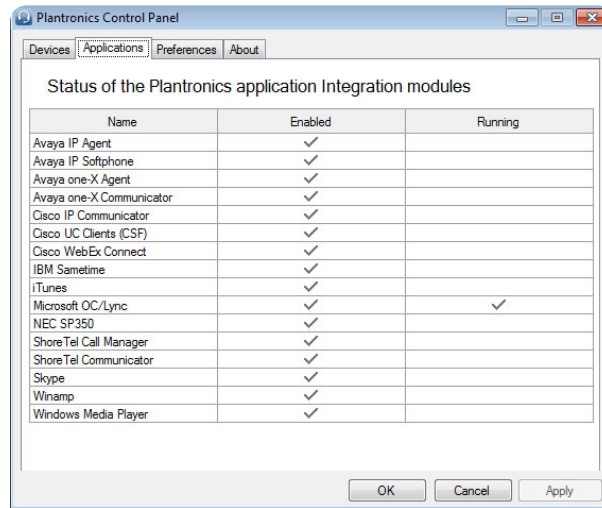 Plantronics Control Panel
Devices Applications Preferences About
Status of the Plantronics application Integration modules
Name Enabled Running
Avaya IP Agent
Avaya IP Softphone
Avaya one-X Agent
Avaya one-X Communicator
Cisco IP Communicator
Cisco UC Clients (CSF)
Cisco WebEx Connect
IBM Sametime
iTunes
Microsoft OC/Lync
NEC SP350
ShoreTel Call Manager
ShoreTel Communicator
Skype
Winamp
Windows Media Player
OK Cancel Apply